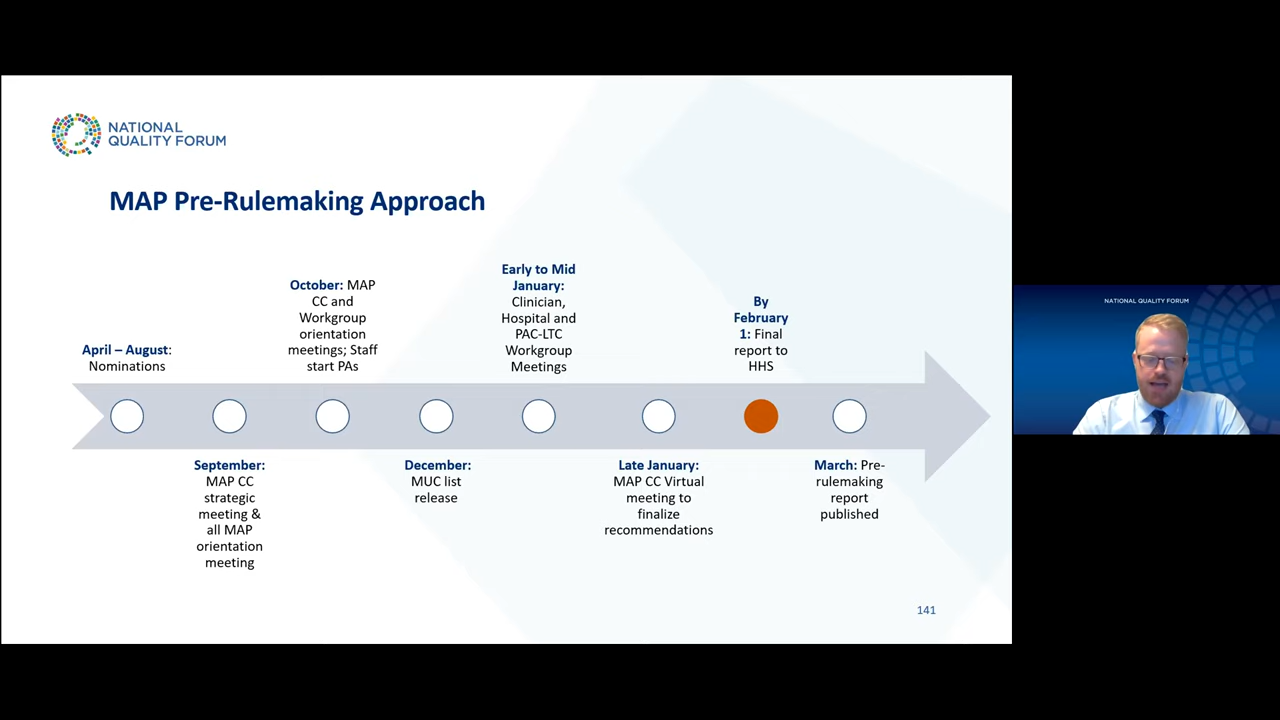 NATIONAL
QUALITY FORUM
MAP Pre-Rulemaking Approach
April – August:
Nominations
September:
MAP CC
strategic
meeting &
all MAP
orientation
meeting
October: MAP
CC and
Workgroup
orientation
meetings; Staff
start PAs
December:
MUC list
release
Early to Mid
January:
Clinician,
Hospital and
PAC-LTC
Workgroup
Meetings
Late January:
MAP CC Virtual
meeting to
finalize
recommendations
By
February
1: Final
report to
HHS
March: Pre-
rulemaking
report
published
141
NATIONAL QUALITY FORUM